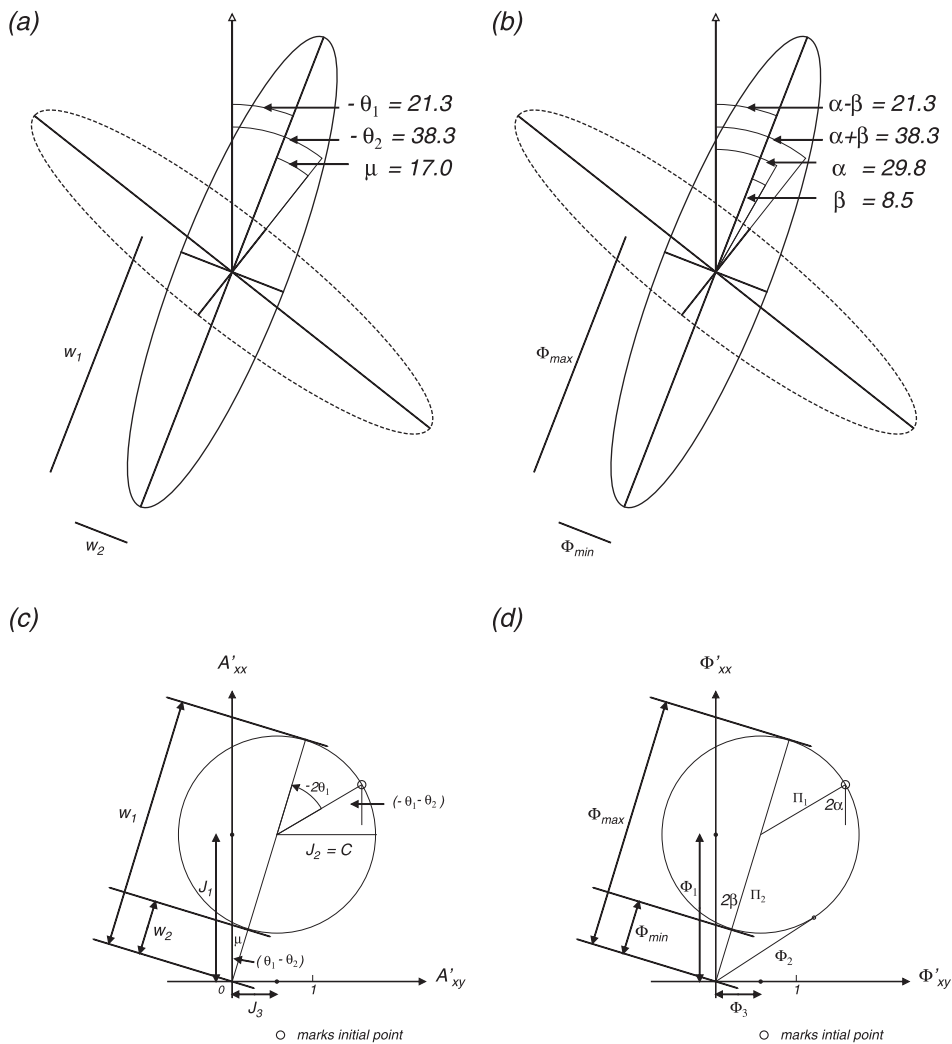 (a)
- θ₁ = 21.3
- θ₂ = 38.3
μ = 17.0
w₁
w₂
(b)
α-β = 21.3
α+β = 38.3
α = 29.8
β = 8.5
Φmax
Φmin
(c)
A'xx
-2θ₁
(-θ₁-θ₂)
w₁
J₂ = C
J₁
w₂
μ
(θ₁-θ₂)
0
1
A'xy
J₃
marks initial point
(d)
Φ'xx
Π₁
2α
Φmax
Φ₁
2β
Π₂
Φmin
Φ₂
1
Φ'xy
Φ₃
marks intial point